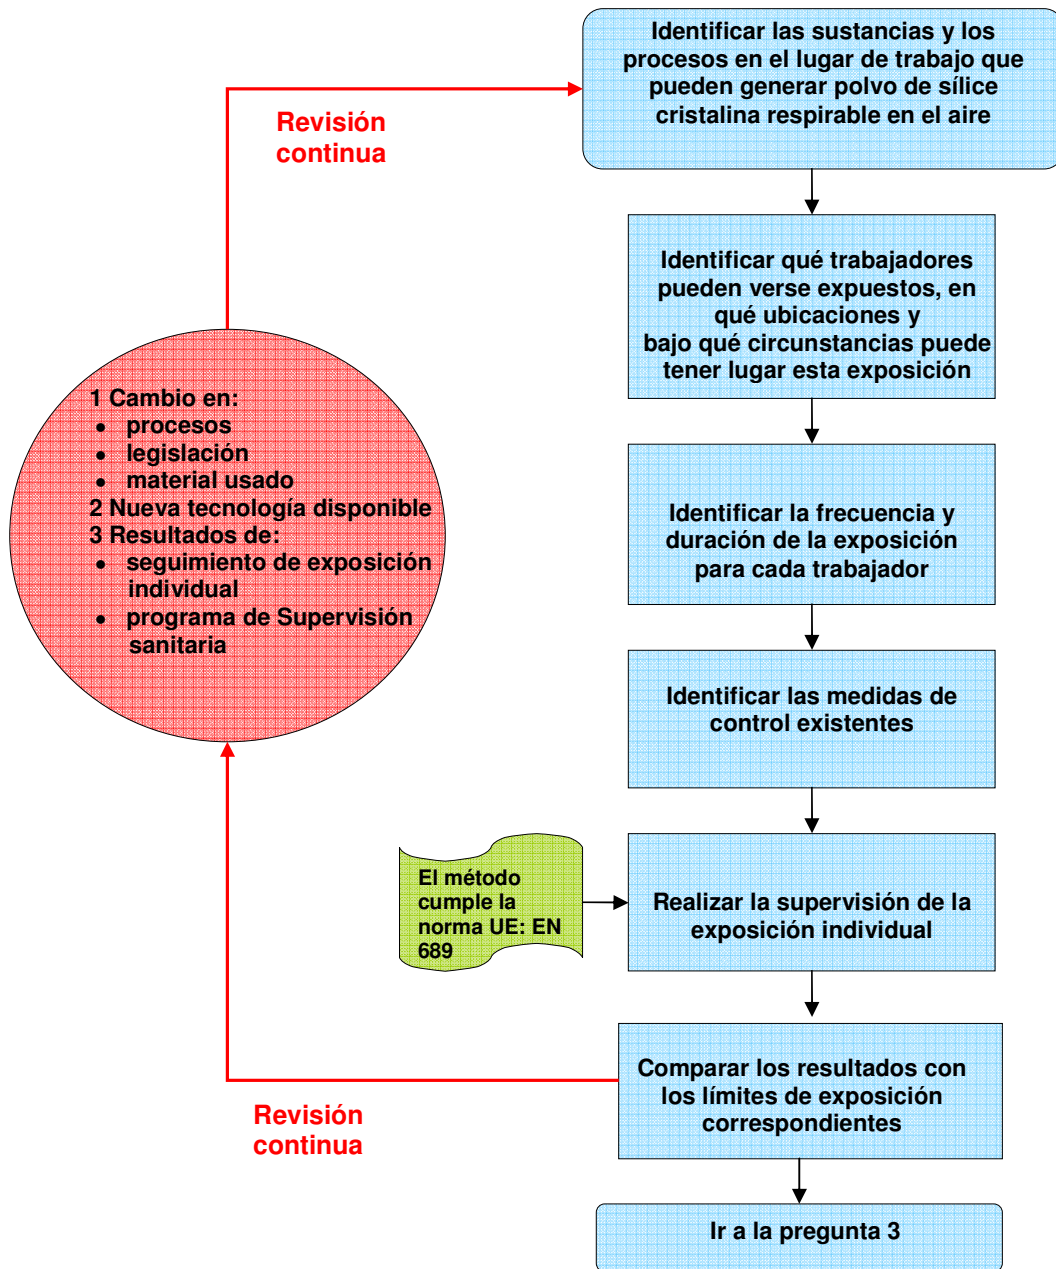 Identificar las sustancias y los
procesos en el lugar de trabajo que
pueden generar polvo de sílice
cristalina respirable en el aire
Revisión
continua
Identificar qué trabajadores
pueden verse expuestos, en
qué ubicaciones y
bajo qué circunstancias puede
tener lugar esta exposición
1 Cambio en:
• procesos
• legislación
• material usado
2 Nueva tecnología disponible
3 Resultados de:
• seguimiento de exposición
individual
• programa de Supervisión
sanitaria
Identificar la frecuencia y
duración de la exposición
para cada trabajador
Identificar las medidas de
control existentes
El método
cumple la
norma UE: EN
689
Realizar la supervisión de la
exposición individual
Comparar los resultados con
los límites de exposición
correspondientes
Revisión
continua
Ir a la pregunta 3